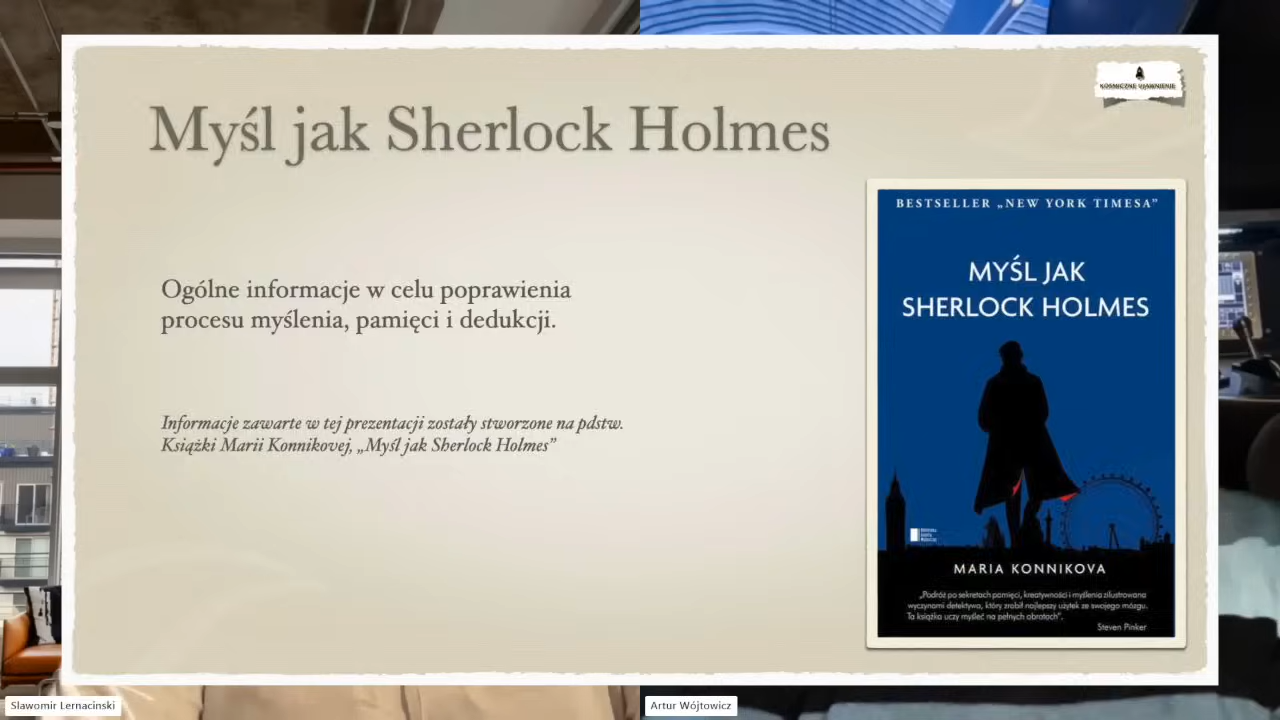 KOSMICZNE UJAWNIENIE
Myśl jak Sherlock Holmes
Ogólne informacje w celu poprawienia
procesu myślenia, pamięci i dedukcji.
Informacje zawarte w tej prezentacji zostały stworzone na pdstw.
Książki Marii Konnikovej, „Myśl jak Sherlock Holmes”
BESTSELLER „NEW YORK TIMESA”
MYŚL JAK
SHERLOCK HOLMES
MARIA KONNIKOVA
„Podróż po sekretach pamięci, kreatywności i myślenia zilustrowana
wyczynami detektywa, który zrobił najlepszy użytek ze swojego mózgu.
Ta książka uczy myśleć na pełnych obrotach”.
Steven Pinker
Slawomir Lernacinski
Artur Wójtowicz